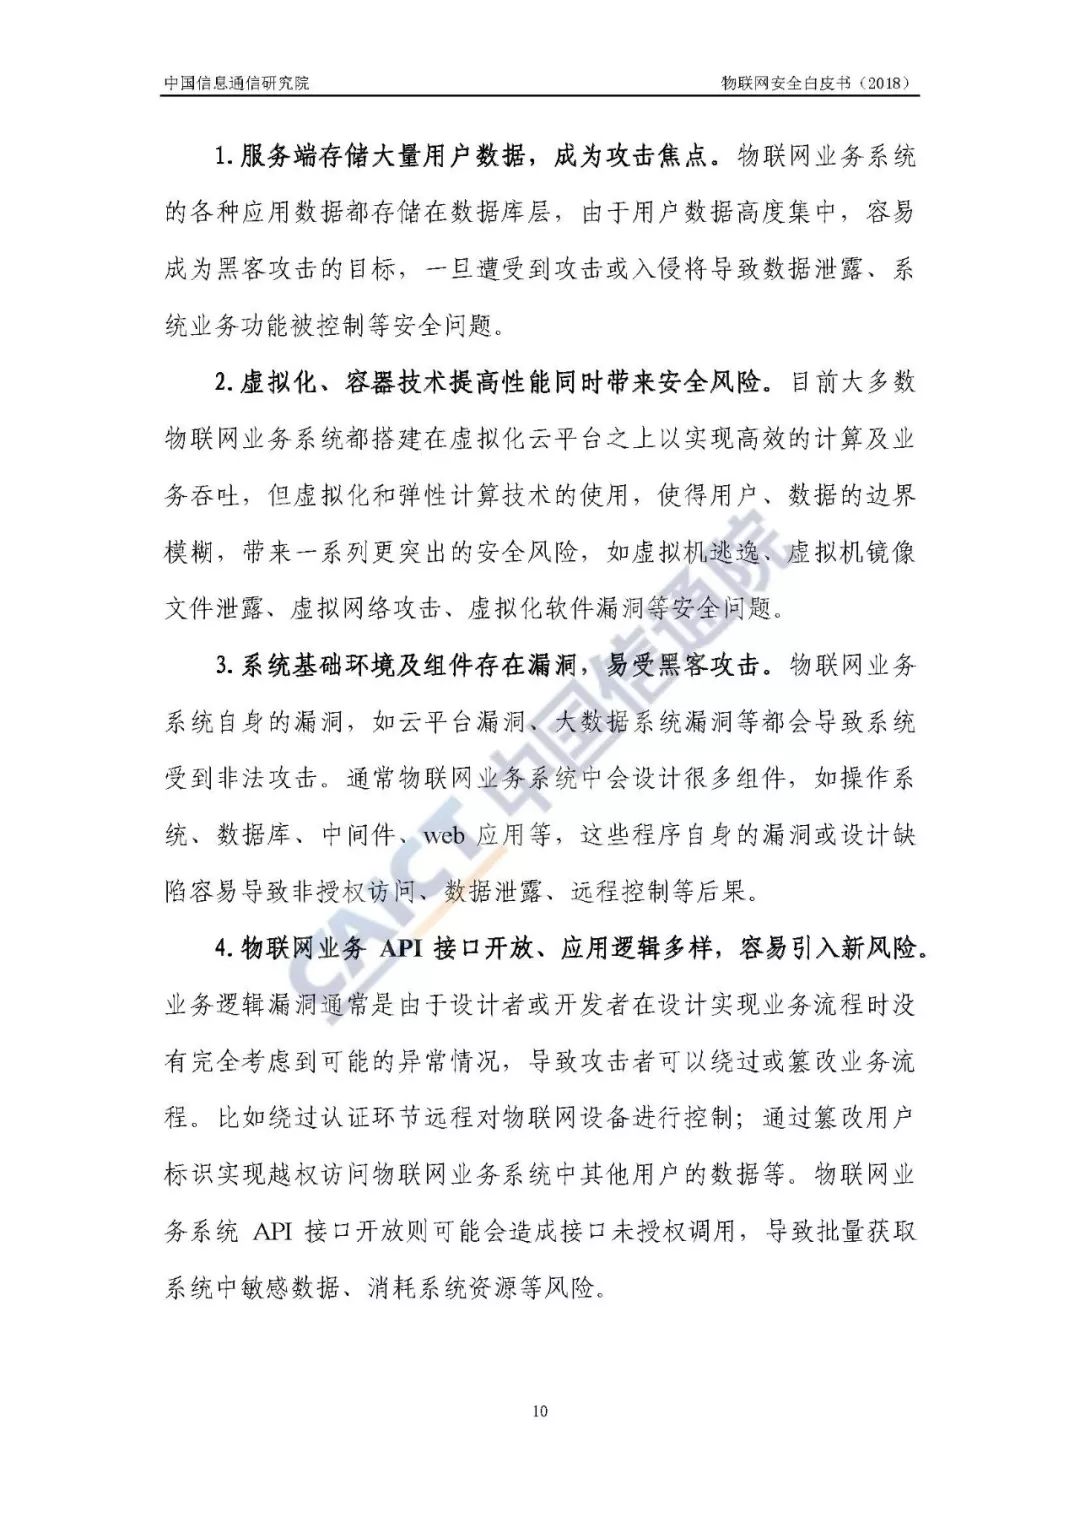 中国信息通信研究院 物联网安全白皮书（2018）
1.服务端存储大量用户数据，成为攻击焦点。物联网业务系统
的各种应用数据都存储在数据库层，由于用户数据高度集中，容易
成为黑客攻击的目标，一旦遭受到攻击或入侵将导致数据泄露、系
统业务功能被控制等安全问题。
2.虚拟化、容器技术提高性能同时带来安全风险。目前大多数
物联网业务系统都搭建在虚拟化云平台之上以实现高效的计算及业
务吞吐，但虚拟化和弹性计算技术的使用，使得用户、数据的边界
模糊，带来一系列更突出的安全风险，如虚拟机逃逸、虚拟机镜像
文件泄露、虚拟网络攻击、虚拟化软件漏洞等安全问题。
3.系统基础环境及组件存在漏洞，易受黑客攻击。物联网业务
系统自身的漏洞，如云平台漏洞、大数据系统漏洞等都会导致系统
受到非法攻击。通常物联网业务系统中会设计很多组件，如操作系
统、数据库、中间件、web 应用等，这些程序自身的漏洞或设计缺
陷容易导致非授权访问、数据泄露、远程控制等后果。
4.物联网业务 API 接口开放、应用逻辑多样，容易引入新风险。
业务逻辑漏洞通常是由于设计者或开发者在设计实现业务流程时没
有完全考虑到可能的异常情况，导致攻击者可以绕过或篡改业务流
程。比如绕过认证环节远程对物联网设备进行控制；通过篡改用户
标识实现越权访问物联网业务系统中其他用户的数据等。物联网业
务系统 API 接口开放则可能会造成接口未授权调用，导致批量获取
系统中敏感数据、消耗系统资源等风险。
CAICT 中国信通院
10